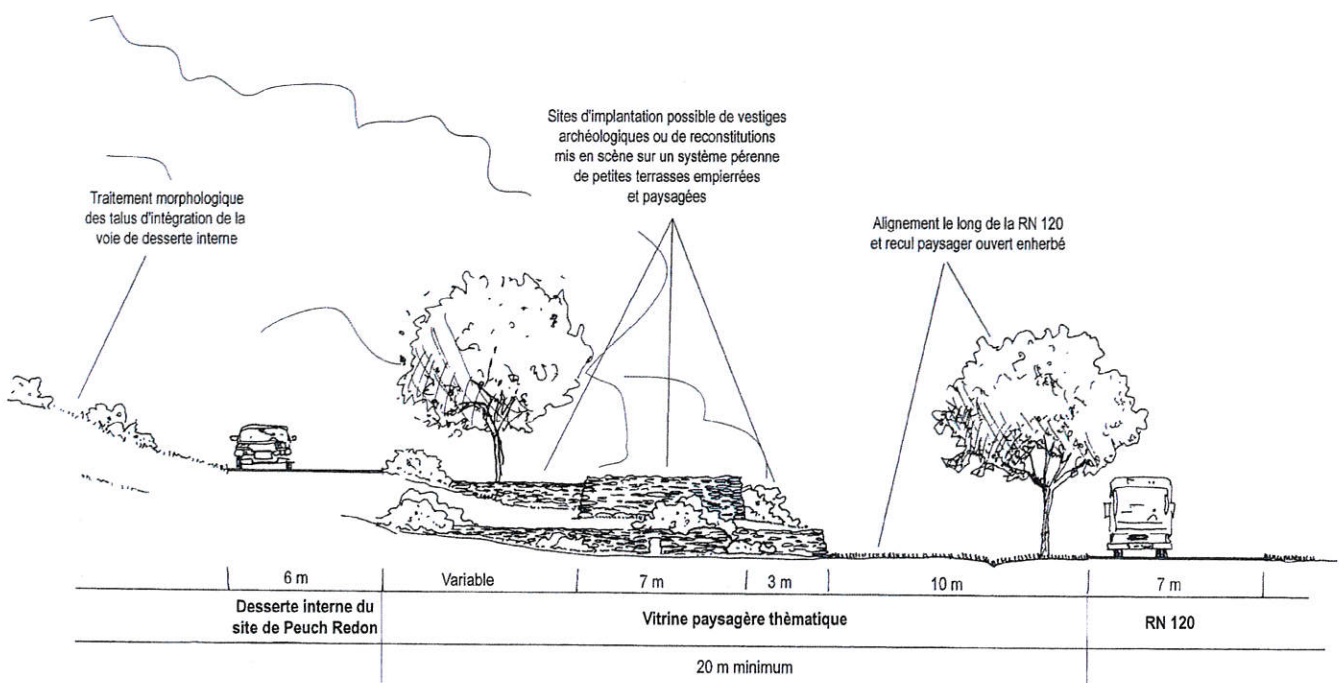 Sites d'implantation possible de vestiges
archéologiques ou de reconstitutions
mis en scène sur un système pérenne
de petites terrasses empierrées
et paysagées
Traitement morphologique
des talus d'intégration de la
voie de desserte interne
Alignement le long de la RN 120
et recul paysager ouvert enherbé
6 m
Variable
7 m
3 m
10 m
7 m
Desserte interne du
site de Peuch Redon
Vitrine paysagère thèmatique
RN 120
20 m minimum